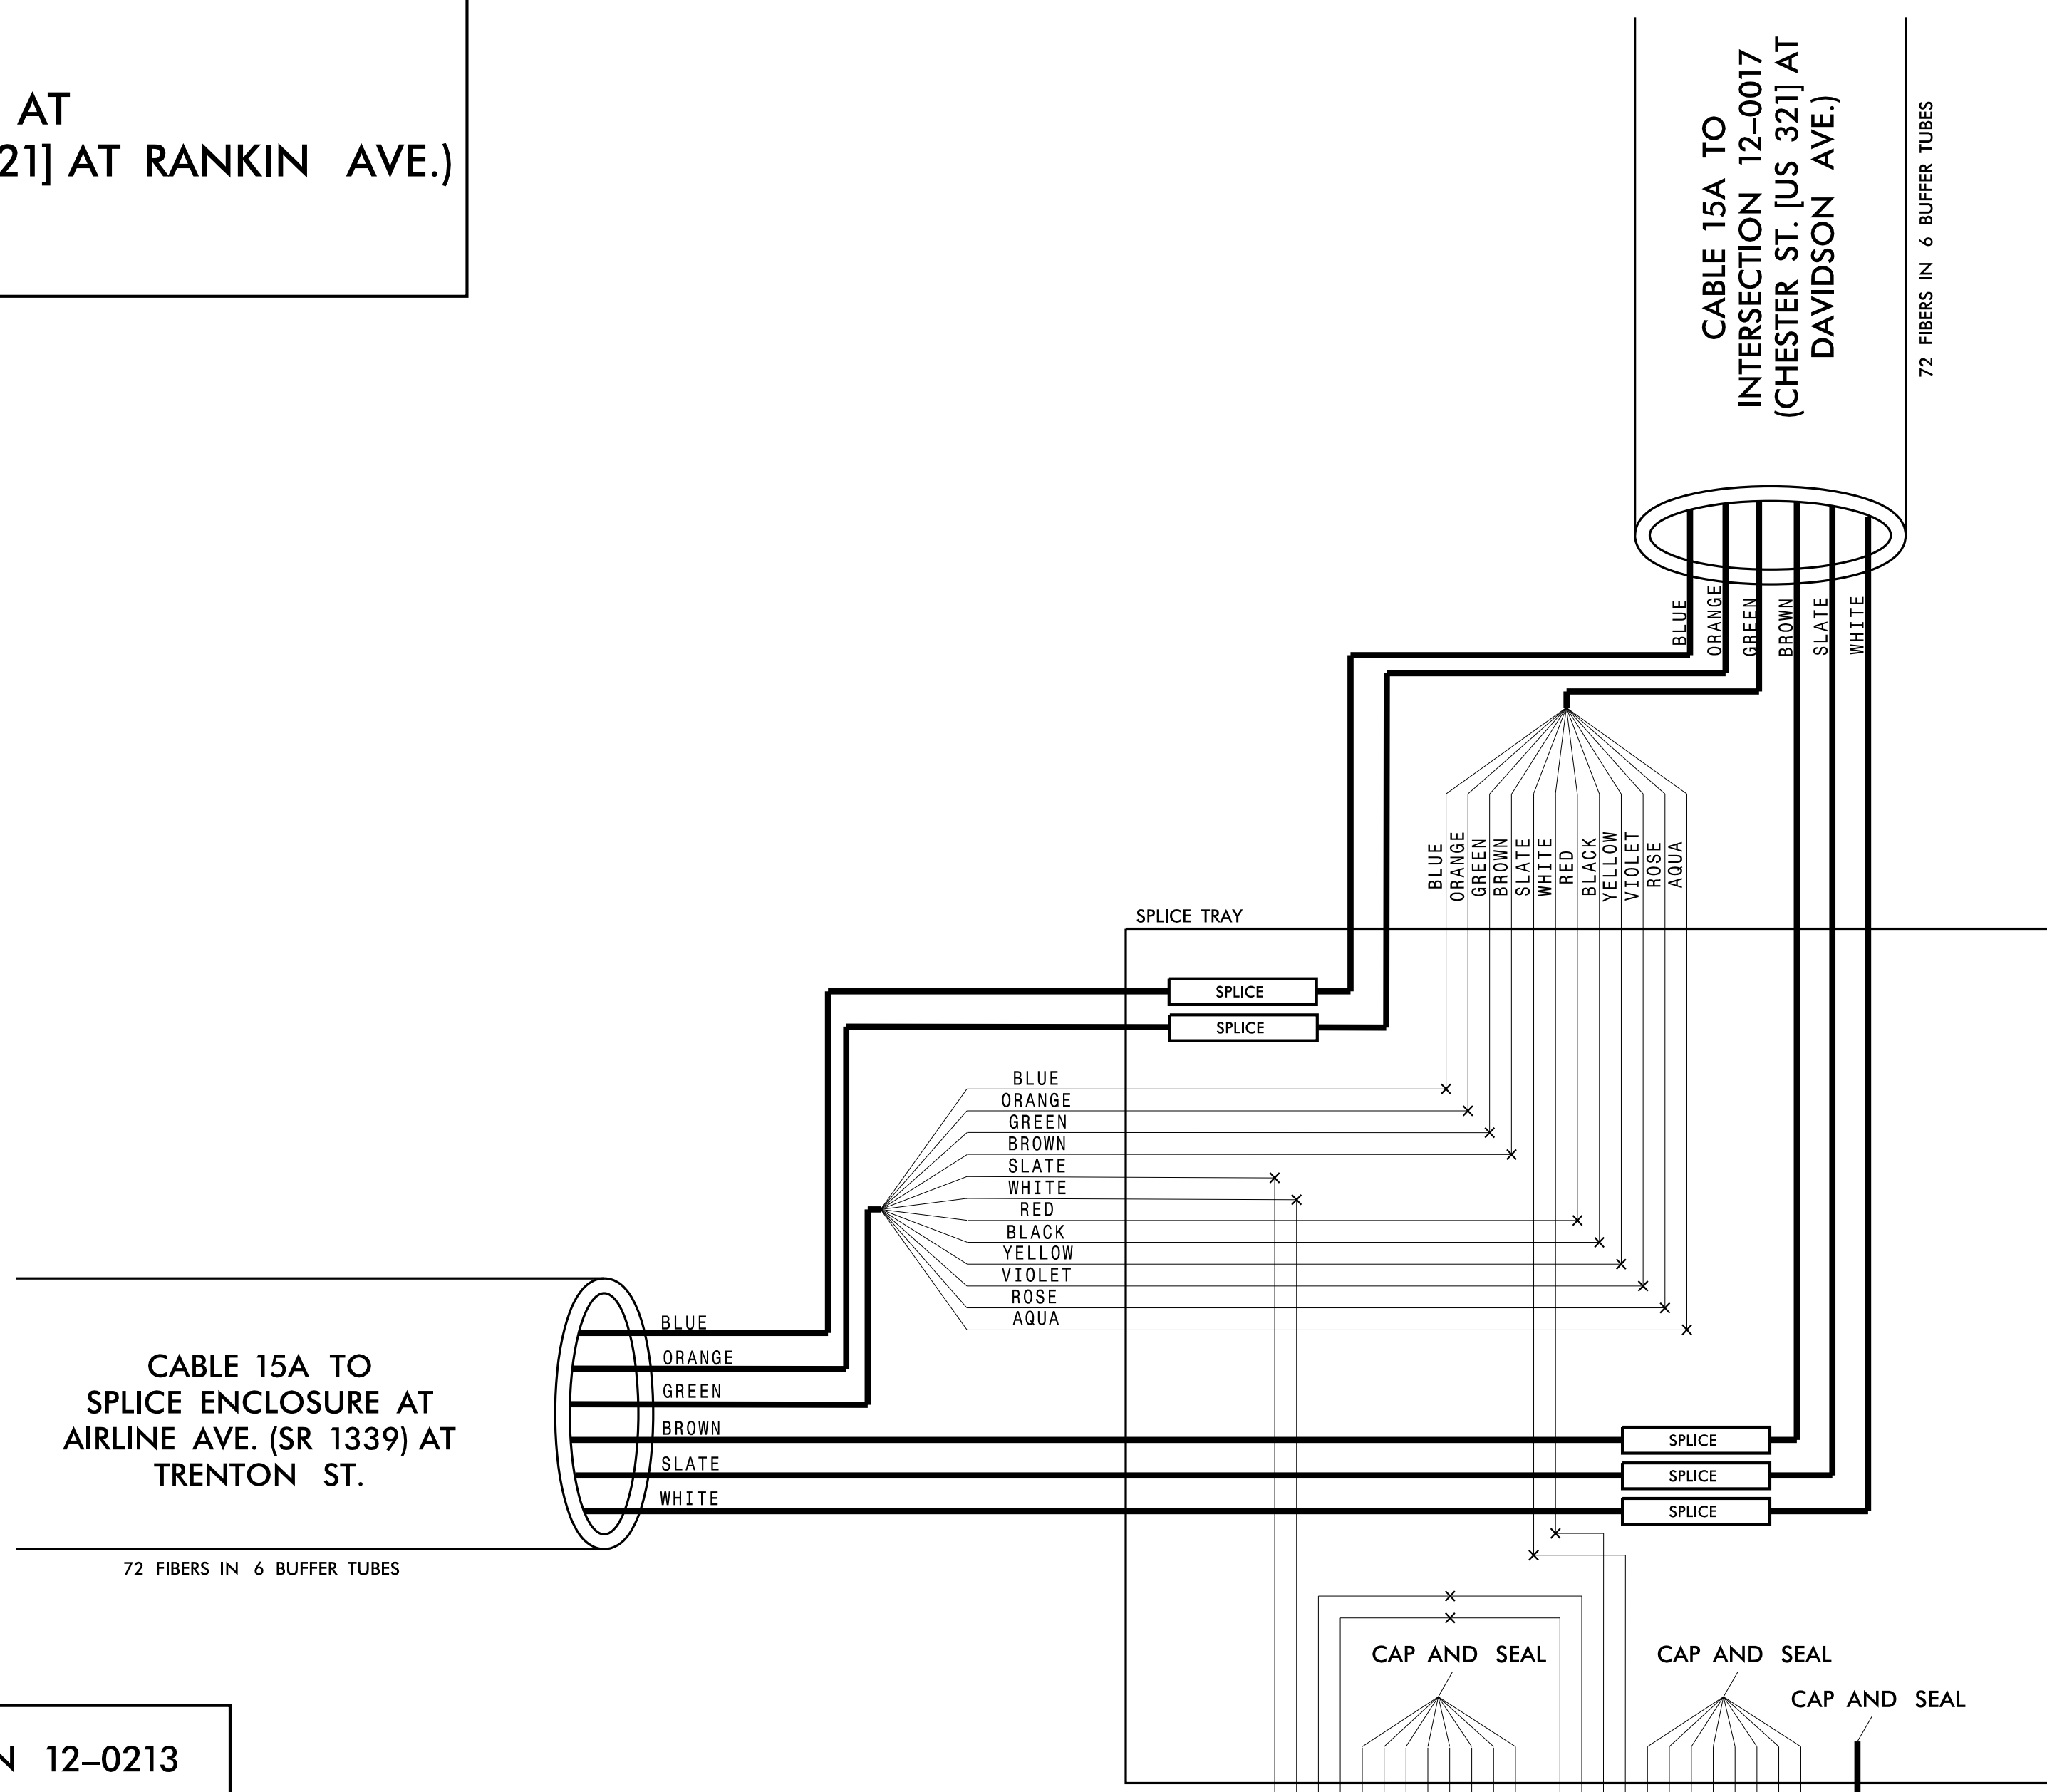 AT
21] AT RANKIN AVE.)
CABLE 15A TO
INTERSECTION 12–0017
(CHESTER ST. [US 321] AT
DAVIDSON AVE.)
72 FIBERS IN 6 BUFFER TUBES
BLUE
ORANGE
GREEN
BROWN
SLATE
WHITE
BLUE
ORANGE
GREEN
BROWN
SLATE
WHITE
RED
BLACK
YELLOW
VIOLET
ROSE
AQUA
SPLICE TRAY
SPLICE
SPLICE
BLUE
ORANGE
GREEN
BROWN
SLATE
WHITE
RED
BLACK
YELLOW
VIOLET
ROSE
AQUA
CABLE 15A TO
SPLICE ENCLOSURE AT
AIRLINE AVE. (SR 1339) AT
TRENTON ST.
72 FIBERS IN 6 BUFFER TUBES
BLUE
ORANGE
GREEN
BROWN
SLATE
WHITE
SPLICE
SPLICE
SPLICE
CAP AND SEAL
CAP AND SEAL
CAP AND SEAL
N 12–0213